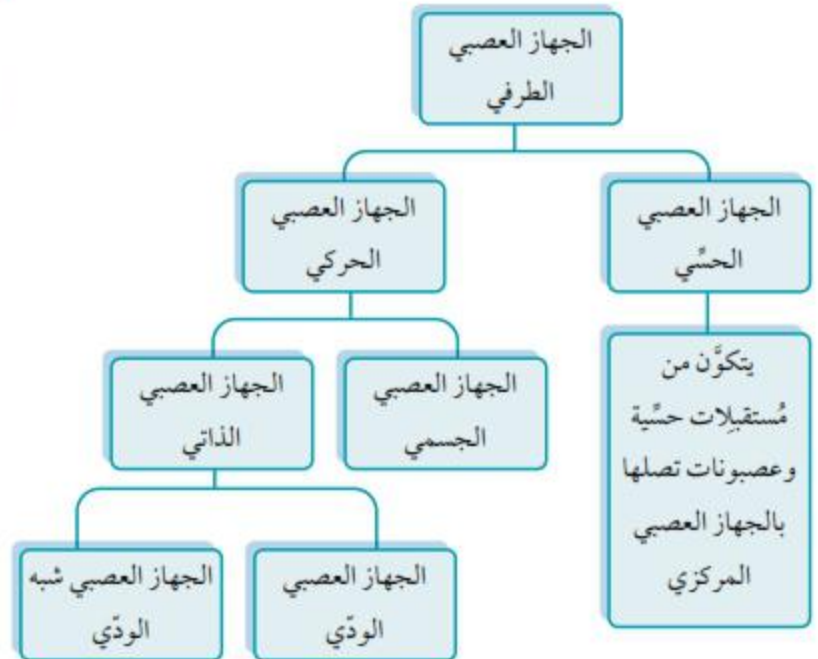 الجهاز العصبي
الطرفي
الجهاز العصبي
الحسِّي
الجهاز العصبي
الحركي
يتكوَّن من
مُستقبِلات حسِّية
وعصبونات تصلها
بالجهاز العصبي
المركزي
الجهاز العصبي
الجسمي
الجهاز العصبي
الذاتي
الجهاز العصبي
الودّي
الجهاز العصبي شبه
الودّي